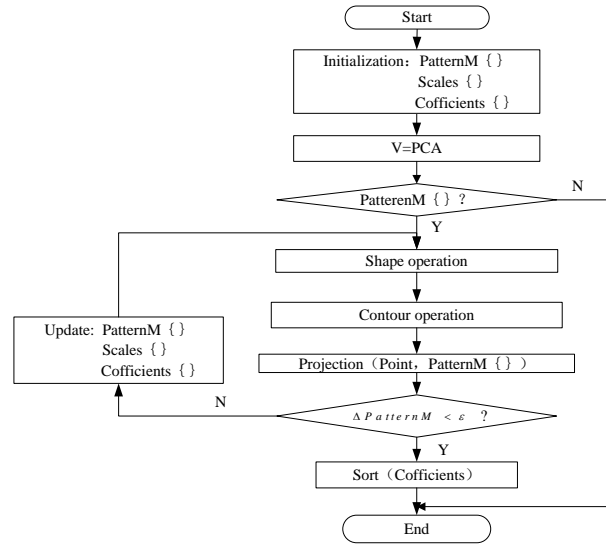 Start
Initialization: PatternM { }
Scales { }
Cofficients { }
V=PCA
PatterenM { } ?
N
Y
Shape operation
Contour operation
Update: PatternM { }
Scales { }
Cofficients { }
Projection (Point, PatternM { } )
N
Δ PatternM < ε ?
Y
Sort (Cofficients)
End